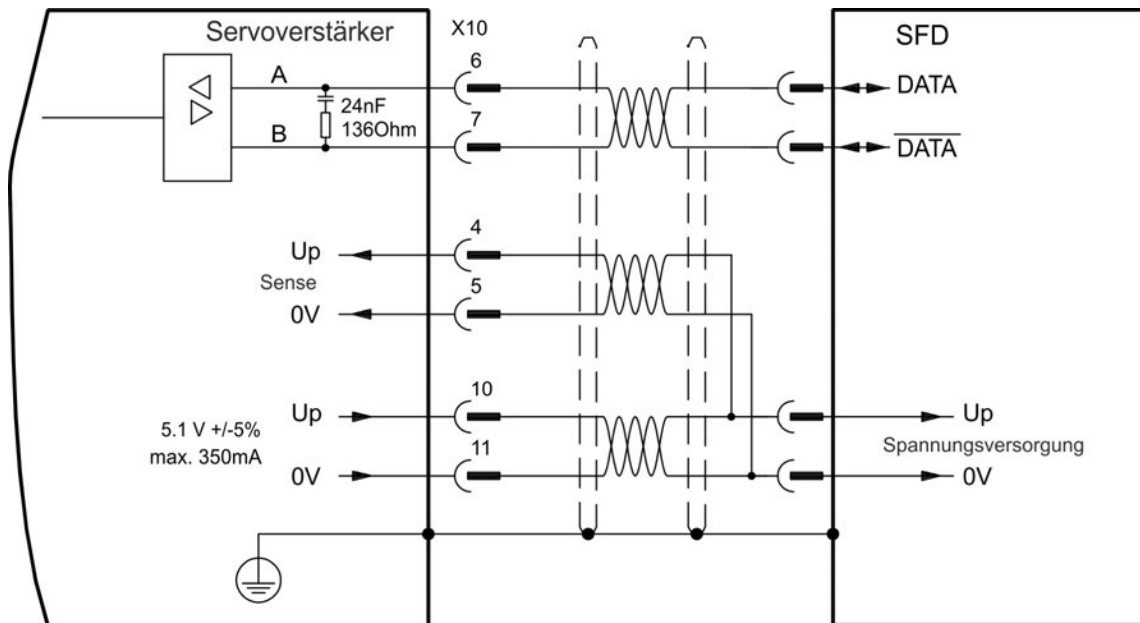 Servoverstärker
X10
SFD
6
A
DATA
24nF
136Ohm
7
B
DATA
4
Up
Sense
5
0V
10
Up
Up
5.1 V +/-5%
max. 350mA
Spannungsversorgung
11
0V
0V